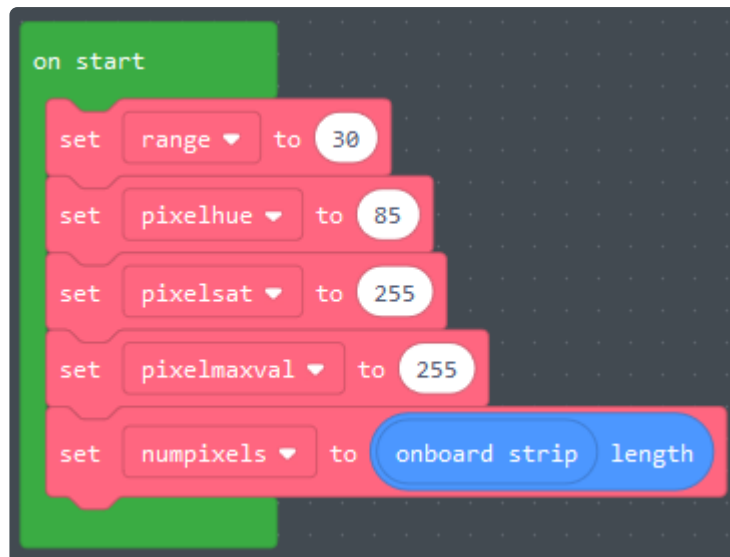 on start
set range to 30
set pixelhue to 85
set pixelsat to 255
set pixelmaxval to 255
set numpixels to onboard strip length